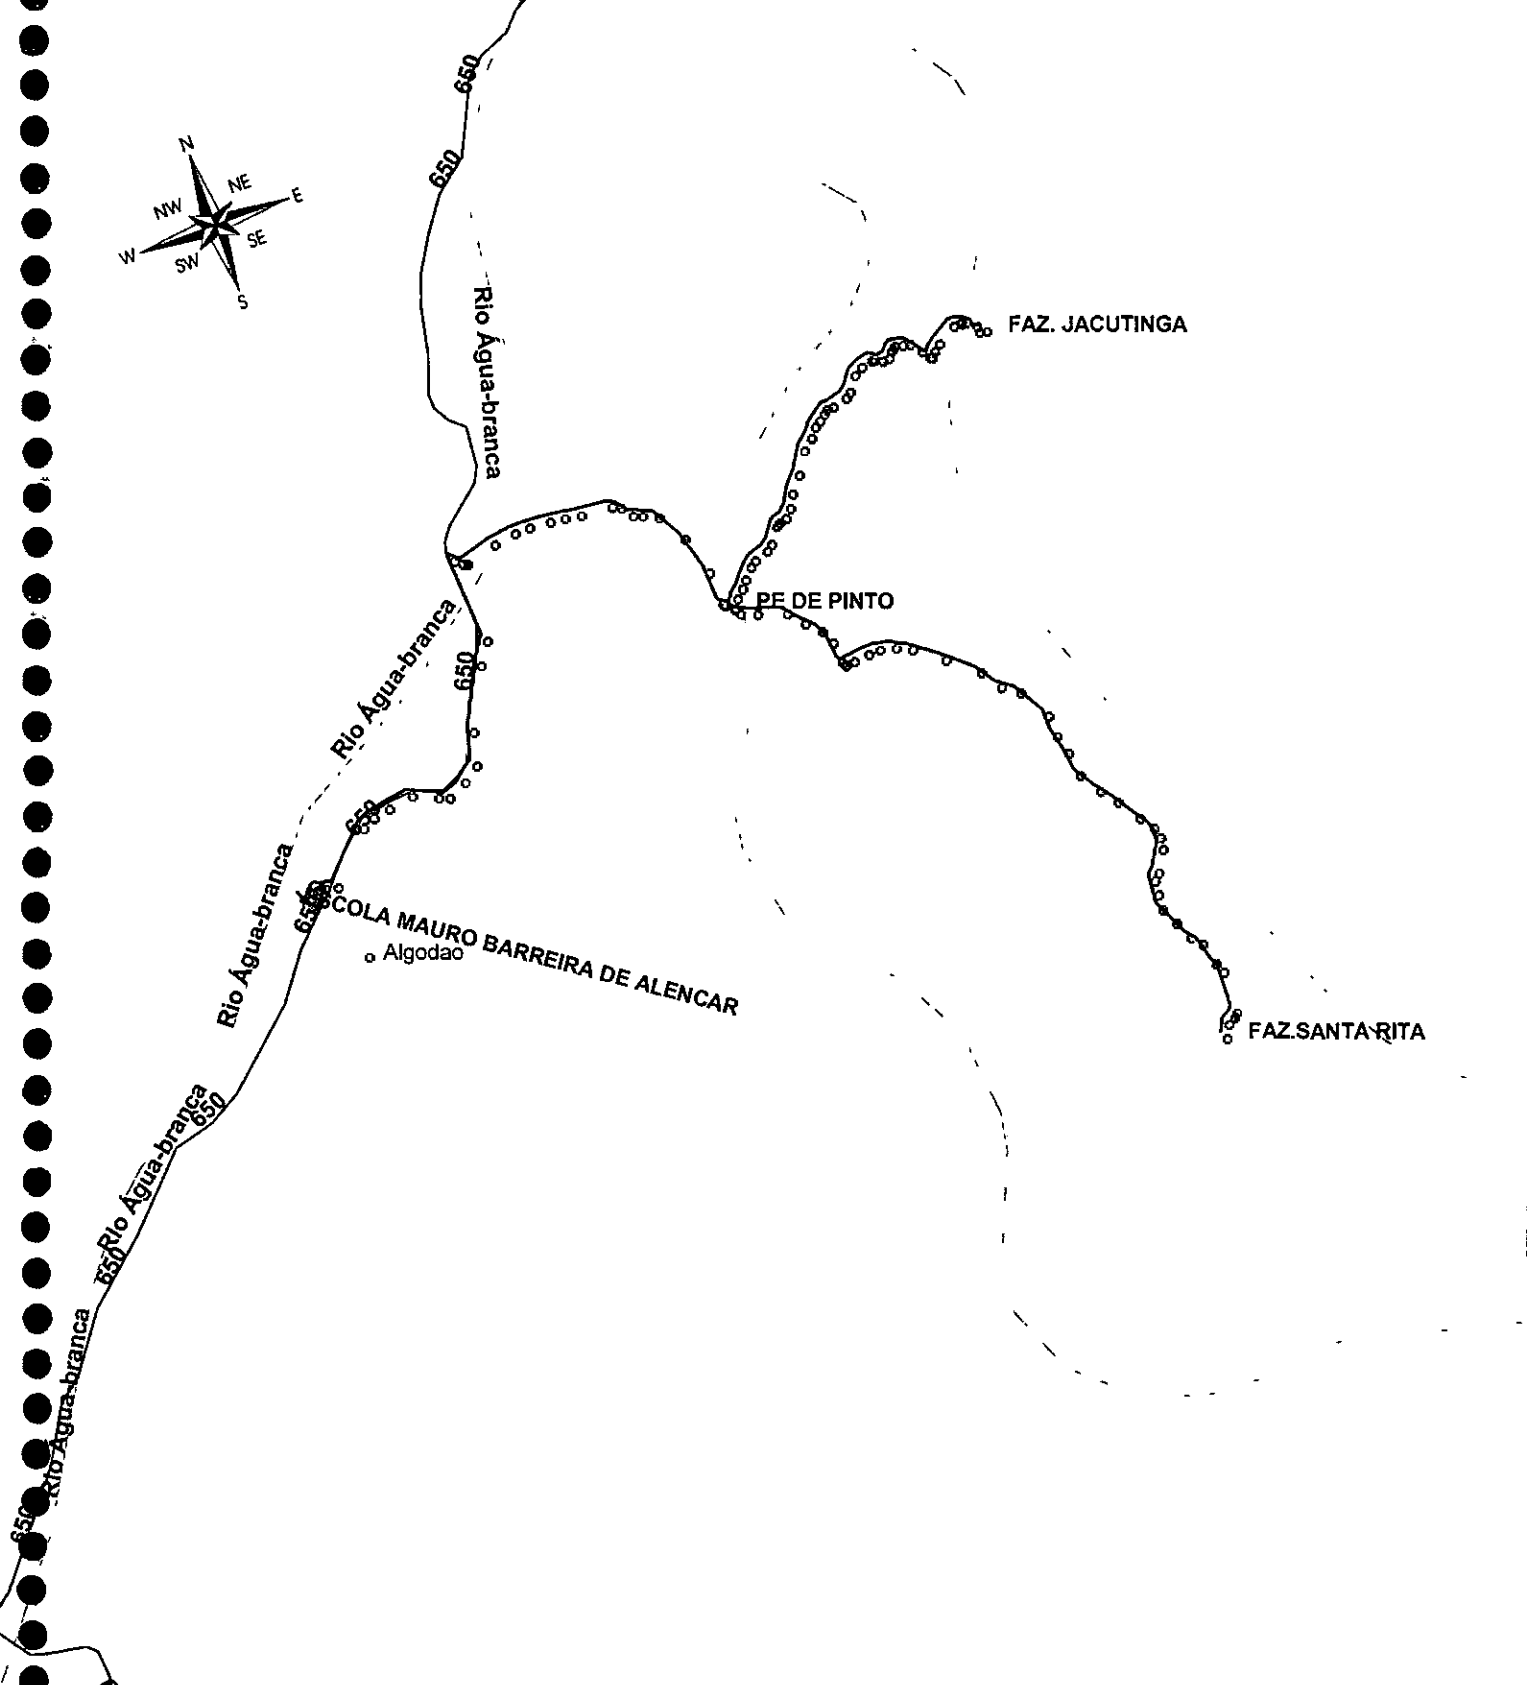 650
650
N
NE
E
NW
SE
W
SW
S
Rio Água-branca
FAZ. JACUTINGA
PE DE PINTO
Rio Água-branca
650
650
Rio Água-branca
650
COLA MAURO BARREIRA DE ALENCAR
Algodao
FAZ.SANTA RITA
650
Rio Água-branca
650
Rio Água-branca
650